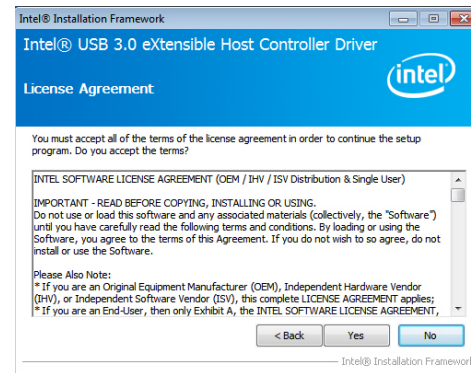 Intel® Installation Framework
Intel® USB 3.0 eXtensible Host Controller Driver
License Agreement
intel
You must accept all of the terms of the license agreement in order to continue the setup
program. Do you accept the terms?
INTEL SOFTWARE LICENSE AGREEMENT (OEM / IHV / ISV Distribution & Single User)
IMPORTANT - READ BEFORE COPYING, INSTALLING OR USING.
Do not use or load this software and any associated materials (collectively, the "Software")
until you have carefully read the following terms and conditions. By loading or using the
Software, you agree to the terms of this Agreement. If you do not wish to so agree, do not
install or use the Software.
Please Also Note:
* If you are an Original Equipment Manufacturer (OEM), Independent Hardware Vendor
(IHV), or Independent Software Vendor (ISV), this complete LICENSE AGREEMENT applies;
* If you are an End-User, then only Exhibit A, the INTEL SOFTWARE LICENSE AGREEMENT,
< Back
Yes
No
Intel® Installation Framework